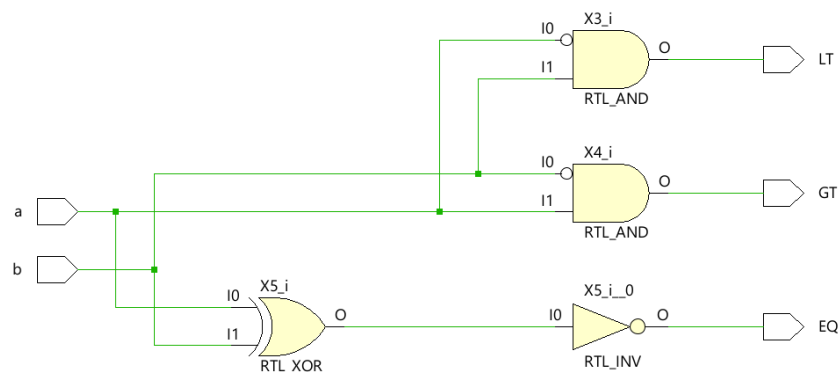 X3_i
I0
O
LT
I1
RTL_AND
X4_i
I0
O
GT
I1
RTL_AND
a
b
X5_i
I0
O
I1
RTL_XOR
X5_i__0
I0
O
EQ
RTL_INV